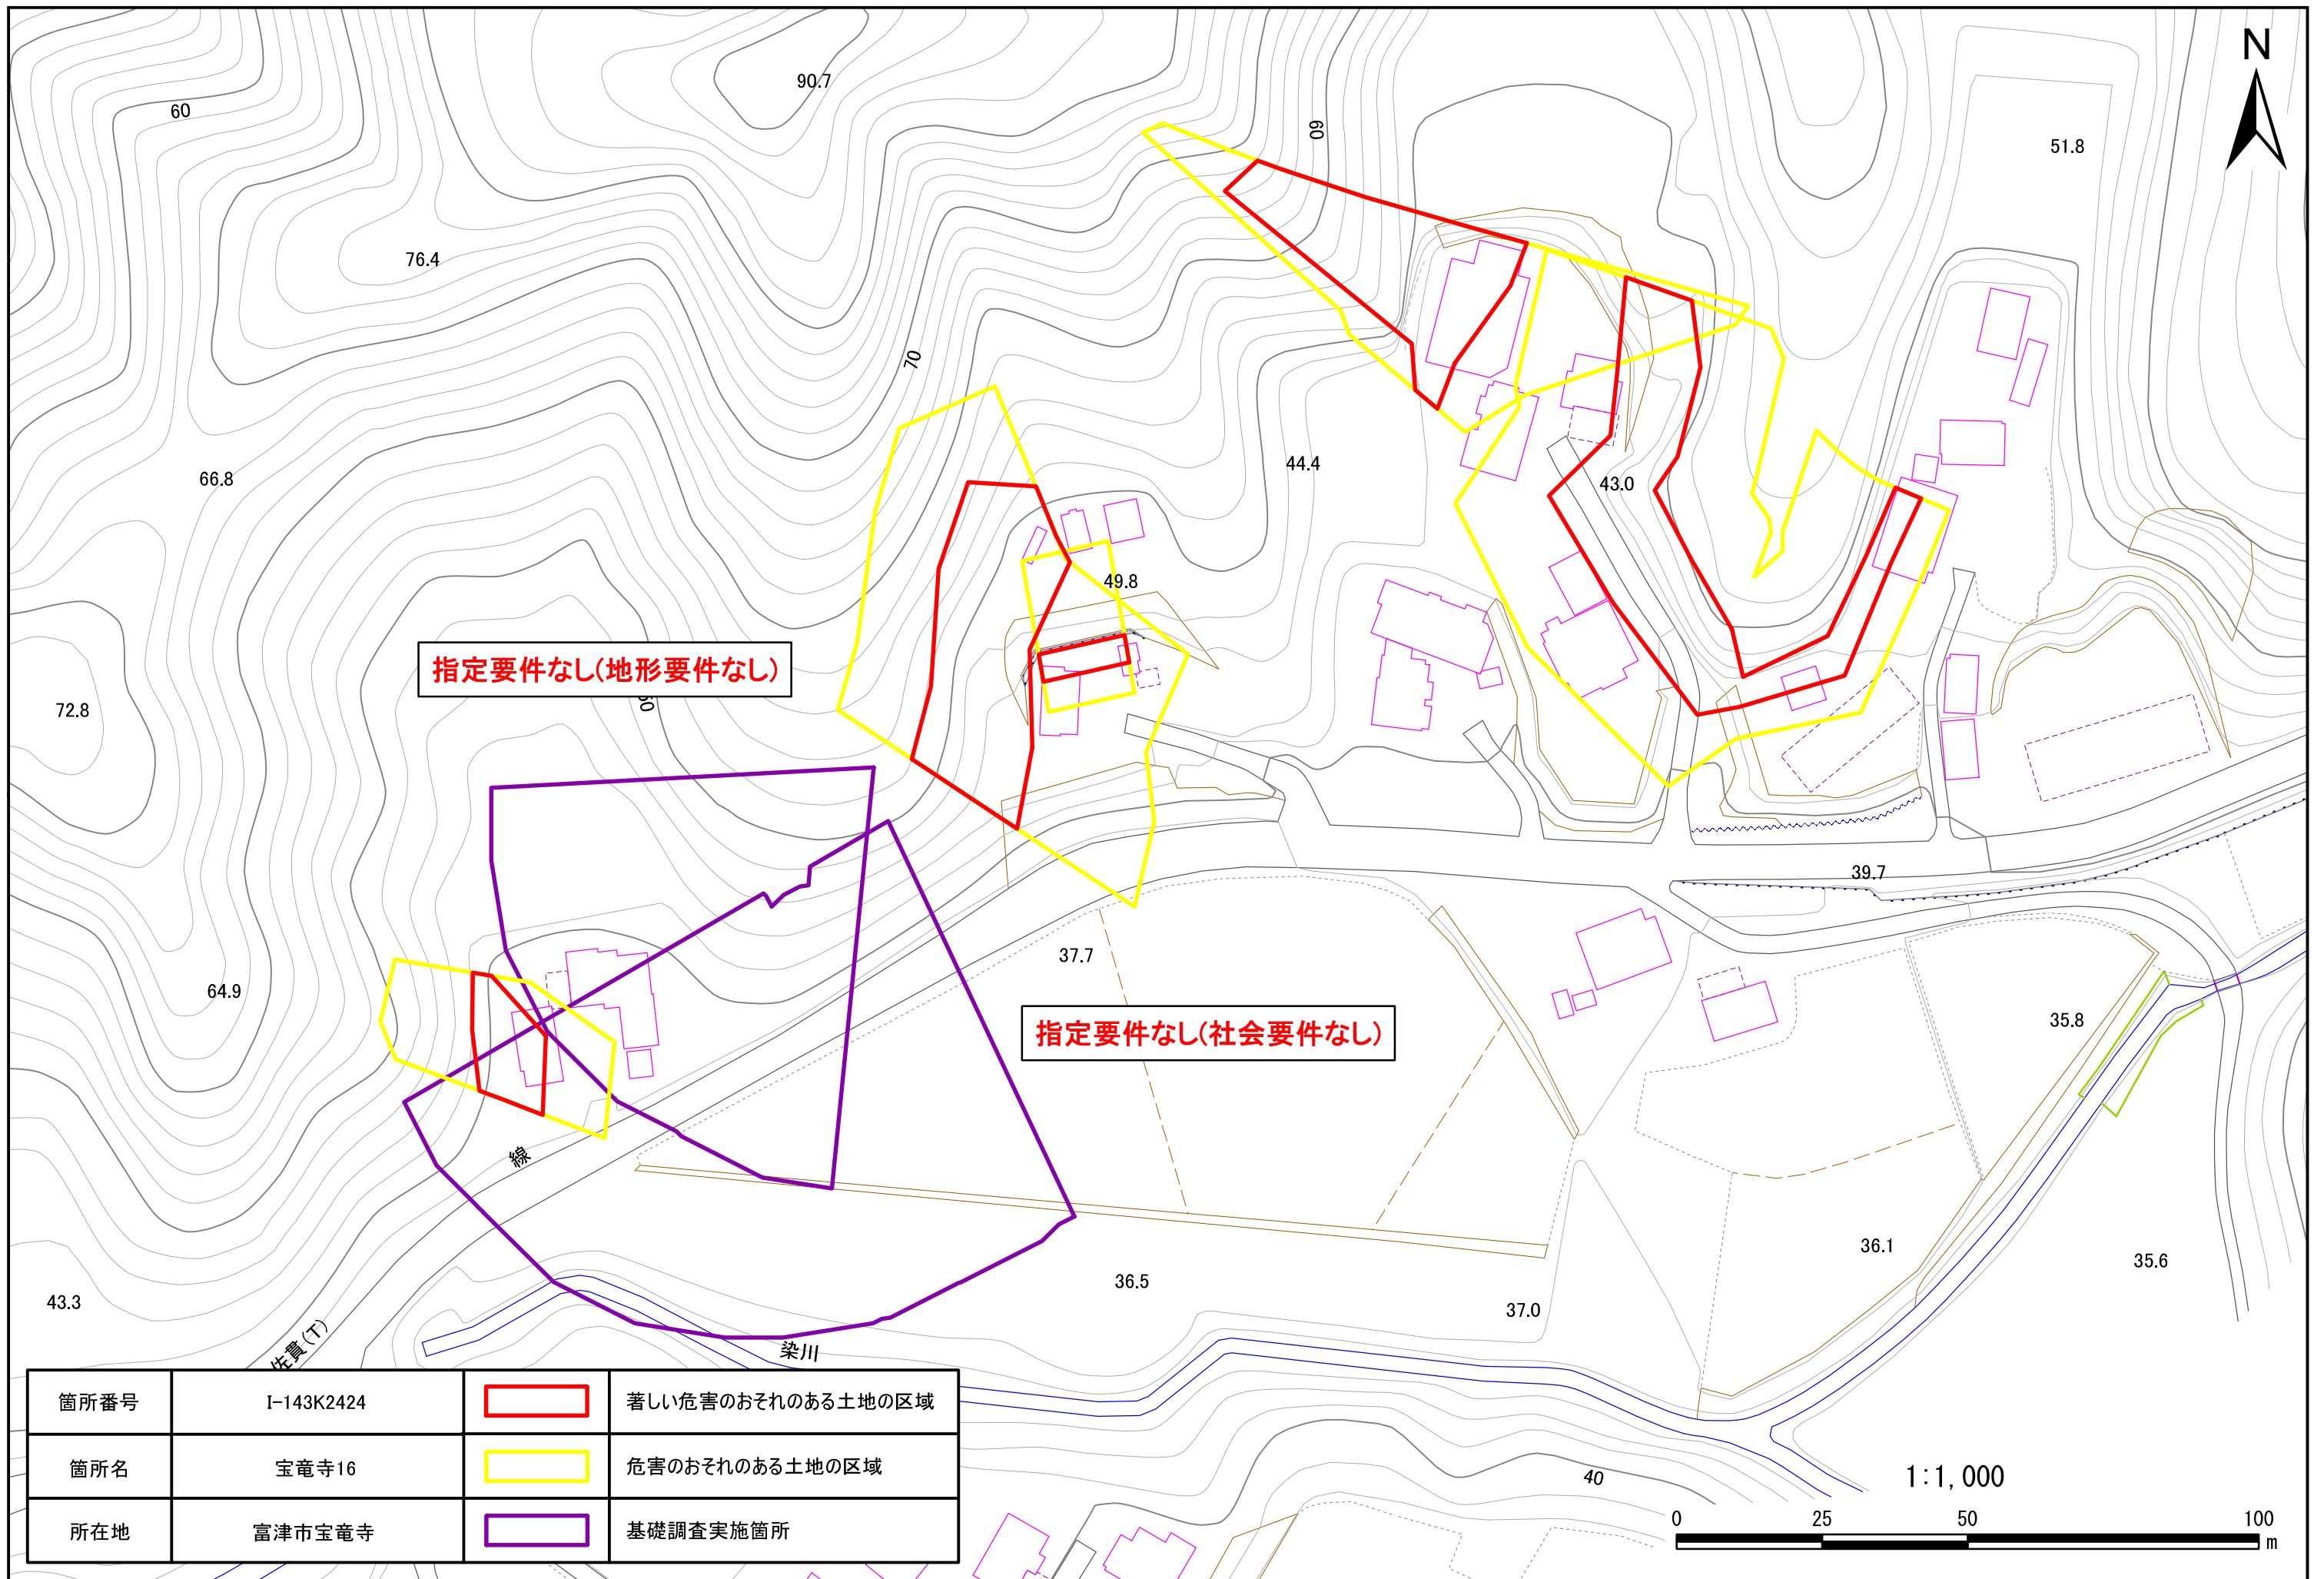 N
90.7
60
60
51.8
76.4
70
66.8
44.4
43.0
49.8
指定要件なし(地形要件なし)
72.8
39.7
37.7
64.9
指定要件なし(社会要件なし)
35.8
線
36.1
35.6
36.5
37.0
43.3
佐貫(T)
染川
箇所番号 I-143K2424 著しい危害のおそれのある土地の区域
箇所名 宝竜寺16 危害のおそれのある土地の区域
所在地 富津市宝竜寺 基礎調査実施箇所
40
1:1,000
0 25 50 100
m